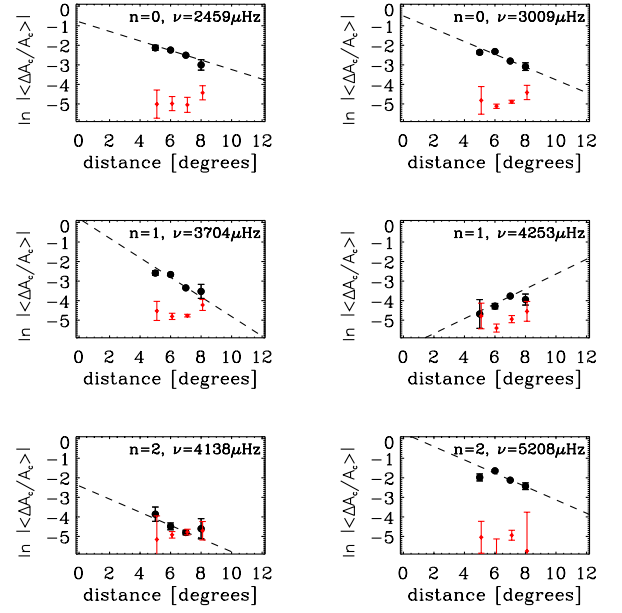 n=0, ν=2459μHz
ln |<ΔA_c/A_c>|
0
−1
−2
−3
−4
−5
0 2 4 6 8 10 12
distance [degrees]
n=0, ν=3009μHz
ln |<ΔA_c/A_c>|
0
−1
−2
−3
−4
−5
0 2 4 6 8 10 12
distance [degrees]
n=1, ν=3704μHz
ln |<ΔA_c/A_c>|
0
−1
−2
−3
−4
−5
0 2 4 6 8 10 12
distance [degrees]
n=1, ν=4253μHz
ln |<ΔA_c/A_c>|
0
−1
−2
−3
−4
−5
0 2 4 6 8 10 12
distance [degrees]
n=2, ν=4138μHz
ln |<ΔA_c/A_c>|
0
−1
−2
−3
−4
−5
0 2 4 6 8 10 12
distance [degrees]
n=2, ν=5208μHz
ln |<ΔA_c/A_c>|
0
−1
−2
−3
−4
−5
0 2 4 6 8 10 12
distance [degrees]